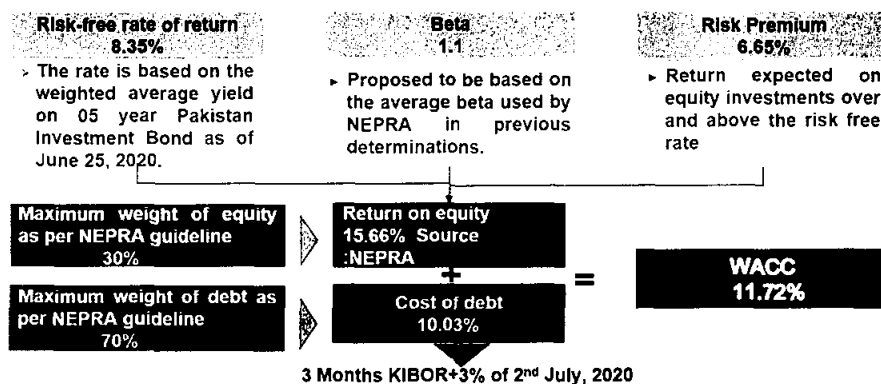 Risk-free rate of return
8.35%
Beta
1.1
Risk Premium
6.65%
The rate is based on the
weighted average yield
on 05 year Pakistan
Investment Bond as of
June 25, 2020.
Proposed to be based on
the average beta used by
NEPRA in previous
determinations.
Return expected on
equity investments over
and above the risk free
rate
Maximum weight of equity
as per NEPRA guideline
30%
Return on equity
15.66% Source
:NEPRA
+
Maximum weight of debt as
per NEPRA guideline
70%
Cost of debt
10.03%
=
WACC
11.72%
3 Months KIBOR+3% of 2nd July, 2020